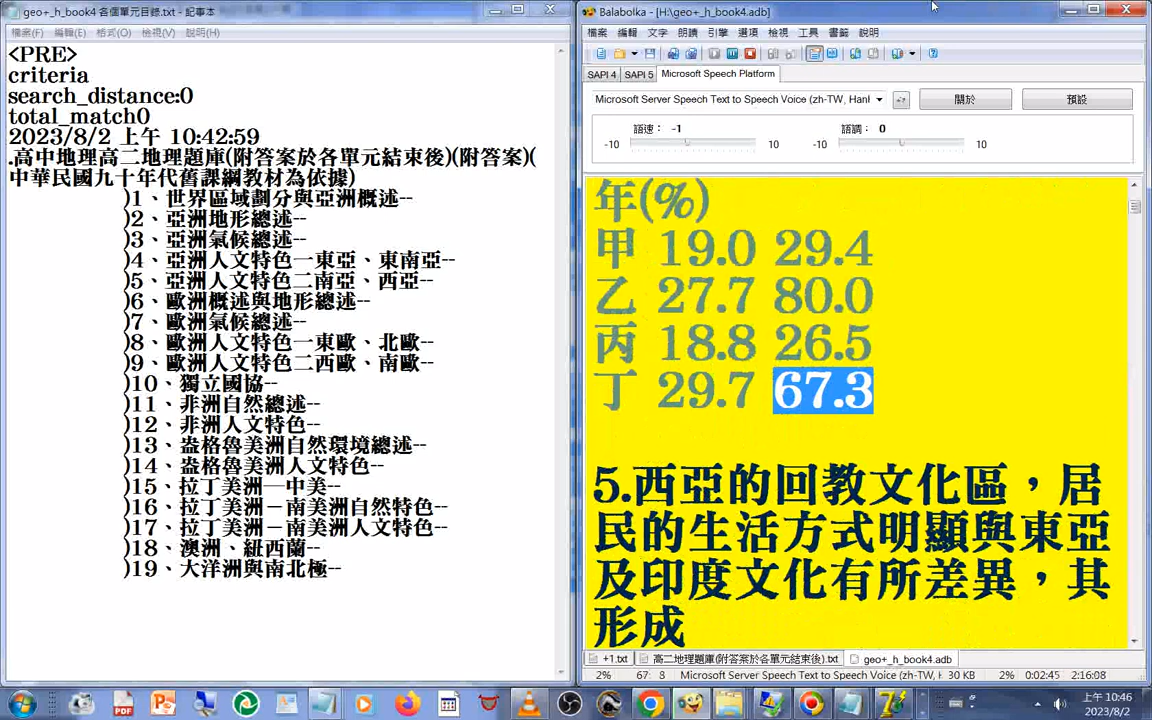 geo+_h_book4 各個單元目錄.txt - 記事本
檔案(F) 編輯(E) 格式(O) 檢視(V) 說明(H)
<PRE>
criteria
search_distance:0
total_match0
2023/8/2 上午 10:42:59
.高中地理高二地理題庫(附答案於各單元結束後)(附答案)(
中華民國九十年代舊課綱教材為依據)
)1、世界區域劃分與亞洲概述--
)2、亞洲地形總述--
)3、亞洲氣候總述--
)4、亞洲人文特色一東亞、東南亞--
)5、亞洲人文特色二南亞、西亞--
)6、歐洲概述與地形總述--
)7、歐洲氣候總述--
)8、歐洲人文特色一東歐、北歐--
)9、歐洲人文特色二西歐、南歐--
)10、獨立國協--
)11、非洲自然總述--
)12、非洲人文特色--
)13、盎格魯美洲自然環境總述--
)14、盎格魯美洲人文特色--
)15、拉丁美洲─中美--
)16、拉丁美洲－南美洲自然特色--
)17、拉丁美洲－南美洲人文特色--
)18、澳洲、紐西蘭--
)19、大洋洲與南北極--
Balabolka - [H:\geo+_h_book4.adb]
檔案 編輯 文字 朗讀 引擎 選項 檢視 工具 書籤 說明
SAPI 4 SAPI 5 Microsoft Speech Platform
Microsoft Server Speech Text to Speech Voice (zh-TW, Hanl 關於 預設
語速： -1 語調： 0
-10 10 -10 10
年(%)
甲 19.0 29.4
乙 27.7 80.0
丙 18.8 26.5
丁 29.7 67.3
5.西亞的回教文化區，居
民的生活方式明顯與東亞
及印度文化有所差異，其
形成
+1.txt 高二地理題庫(附答案於各單元結束後).txt geo+_h_book4.adb
2% 67: 8 Microsoft Server Speech Text to Speech Voice (zh-TW, H 30 KB 2% 0:02:45 2:16:08
上午 10:46
2023/8/2